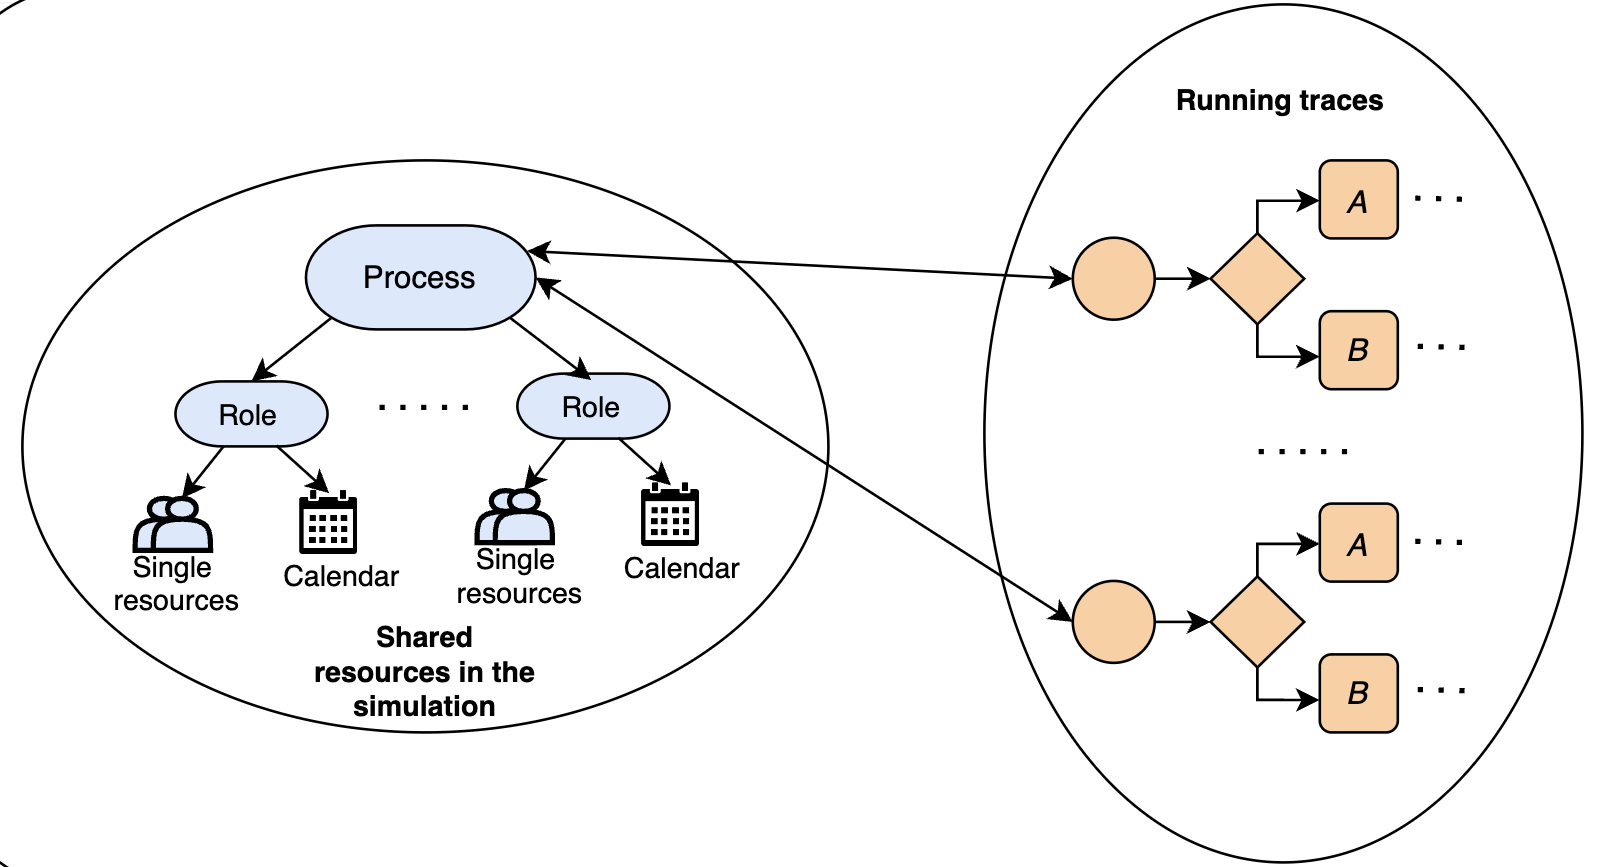 Running traces
A
B
A
B
Process
Role
Role
Single
resources
Calendar
Single
resources
Calendar
Shared
resources in the
simulation